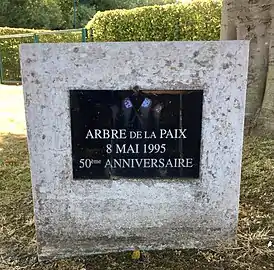 ARBRE DE LA PAIX
8 MAI 1995
50ème ANNIVERSAIRE